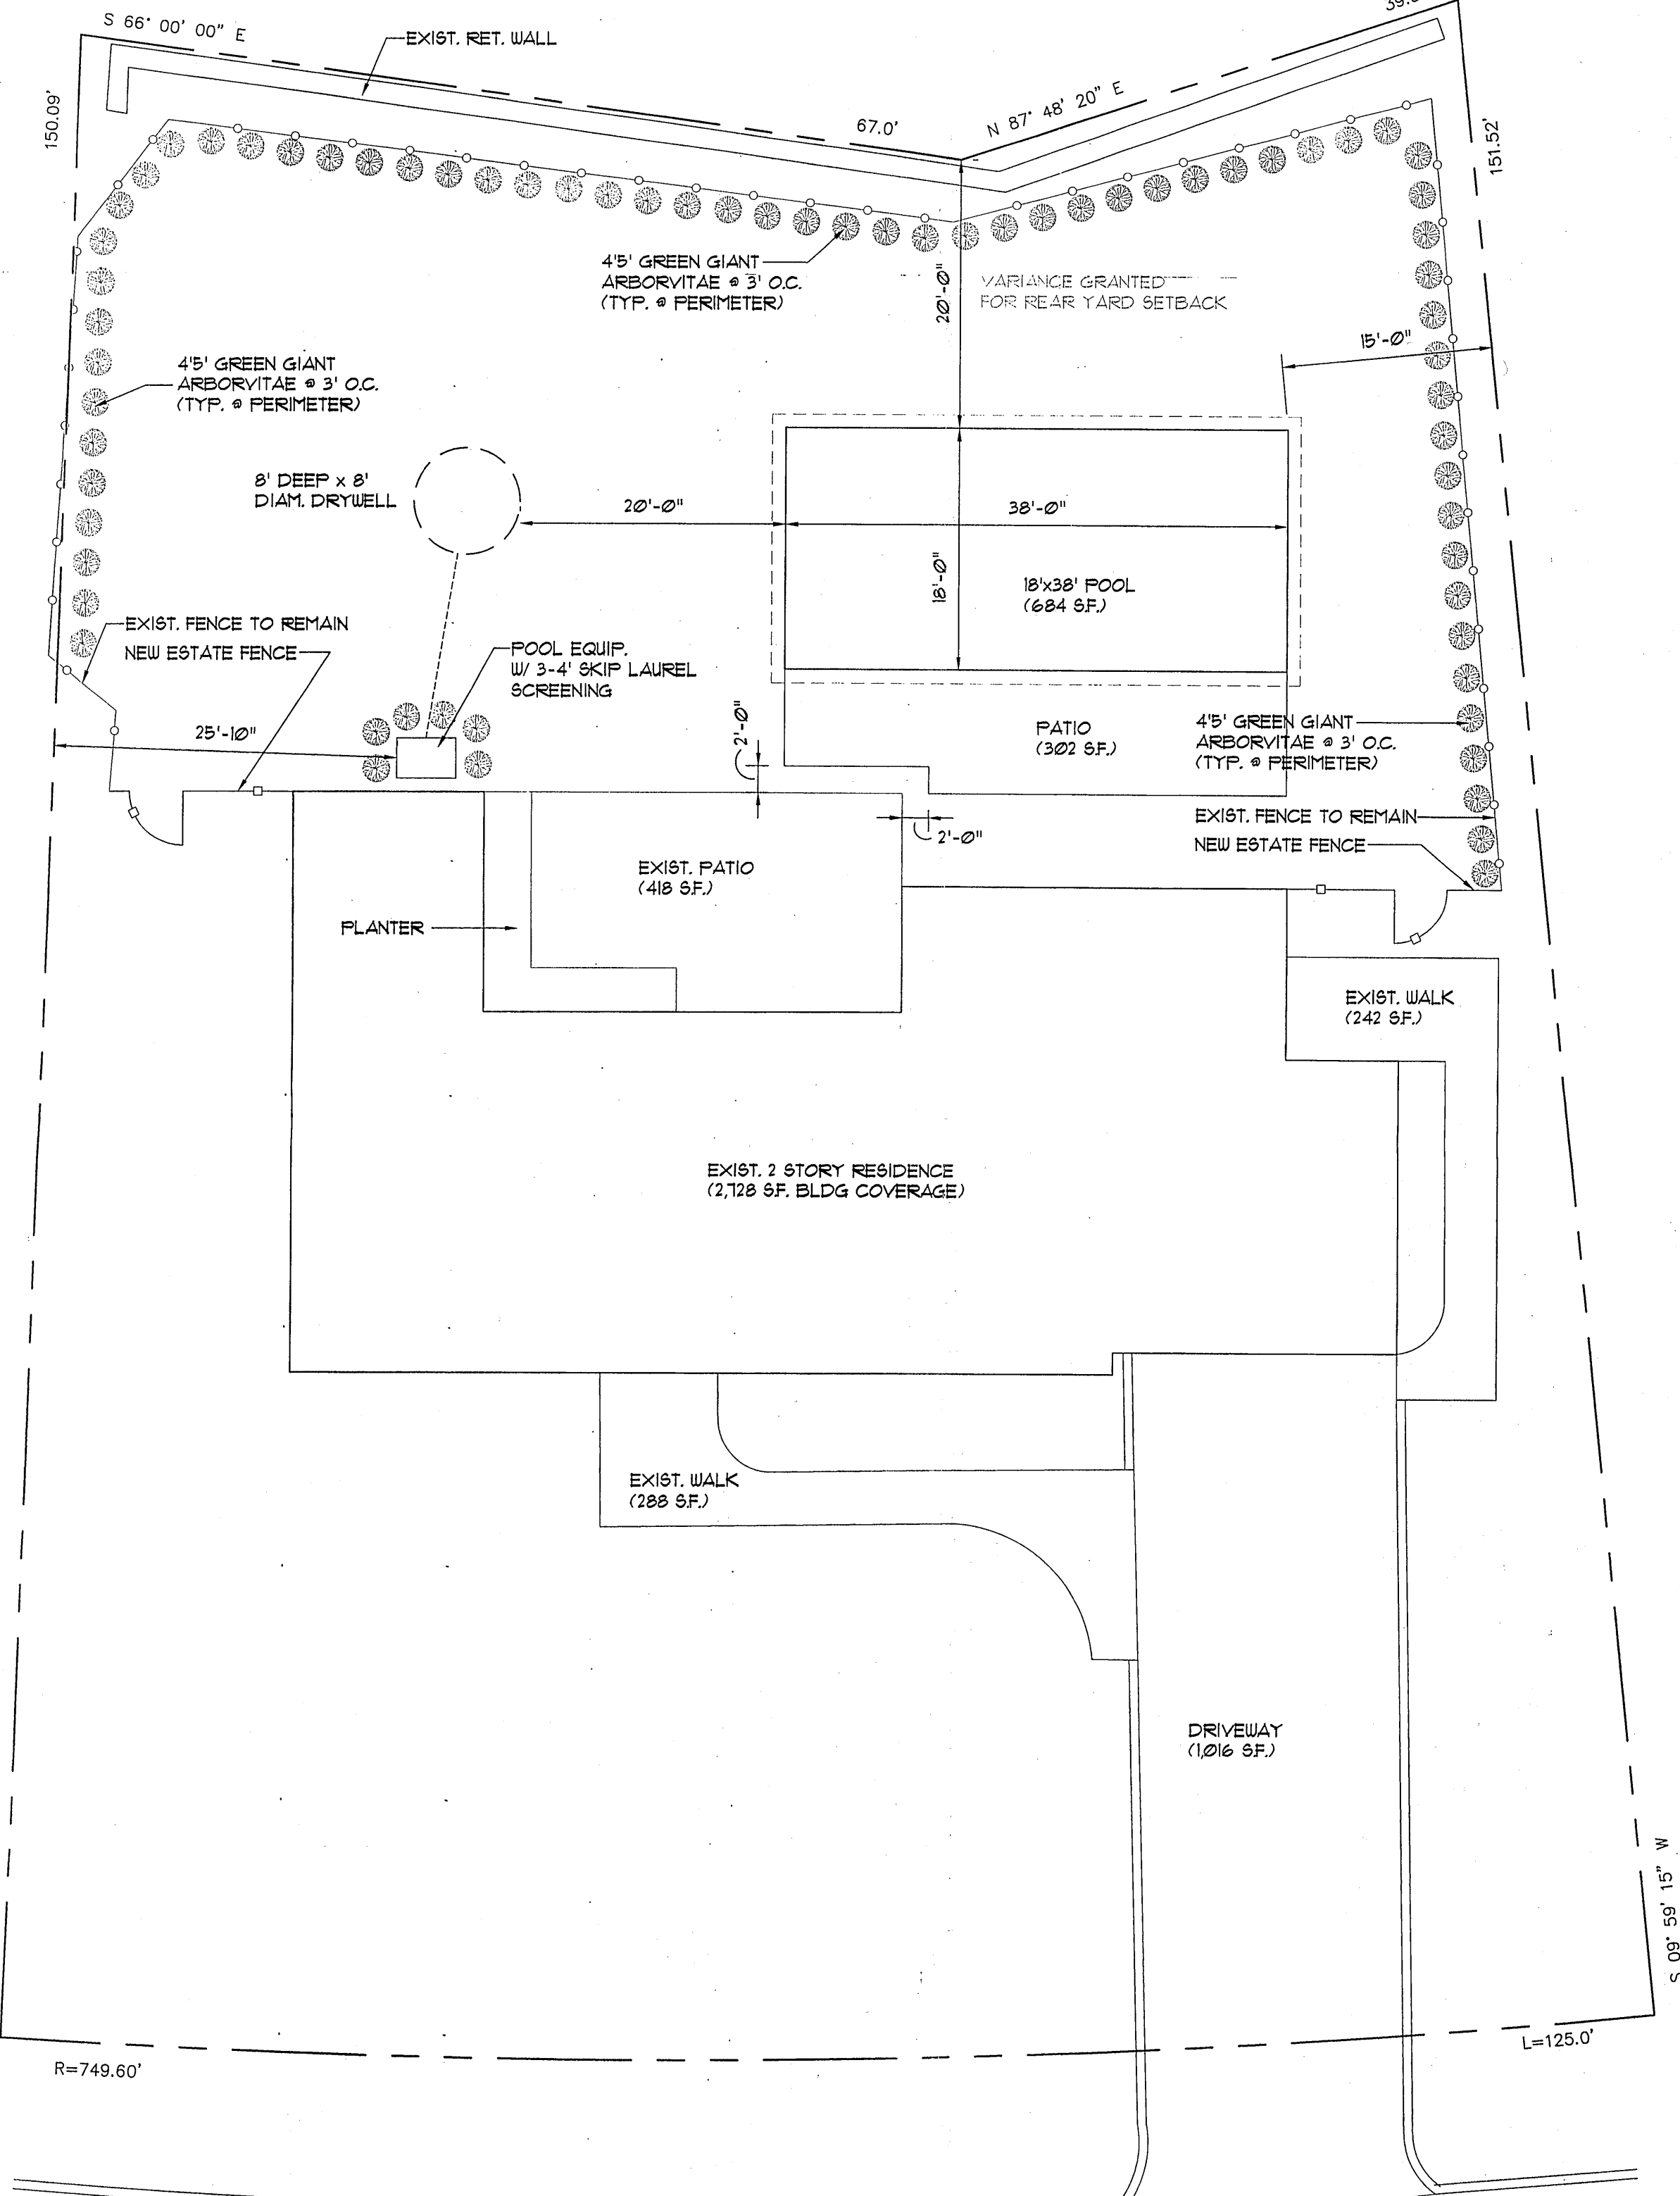 S 66° 00' 00" E
EXIST. RET. WALL
150.09'
67.0'
N 87° 48' 20" E
151.52'
4'5' GREEN GIANT
ARBORVITAE @ 3' O.C.
(TYP. @ PERIMETER)
20'-0"
VARIANCE GRANTED
FOR REAR YARD SETBACK
15'-0"
4'5' GREEN GIANT
ARBORVITAE @ 3' O.C.
(TYP. @ PERIMETER)
8' DEEP x 8'
DIAM. DRYWELL
20'-0"
38'-0"
18'-0"
18'x38' POOL
(684 S.F.)
EXIST. FENCE TO REMAIN
NEW ESTATE FENCE
POOL EQUIP.
W/ 3-4' SKIP LAUREL
SCREENING
25'-10"
2'-0"
PATIO
(302 S.F.)
4'5' GREEN GIANT
ARBORVITAE @ 3' O.C.
(TYP. @ PERIMETER)
EXIST. FENCE TO REMAIN
NEW ESTATE FENCE
2'-0"
EXIST. PATIO
(418 S.F.)
PLANTER
EXIST. WALK
(242 S.F.)
EXIST. 2 STORY RESIDENCE
(2,728 S.F. BLDG COVERAGE)
EXIST. WALK
(288 S.F.)
DRIVEWAY
(1,016 S.F.)
S 09° 59' 15" W
L=125.0'
R=749.60'